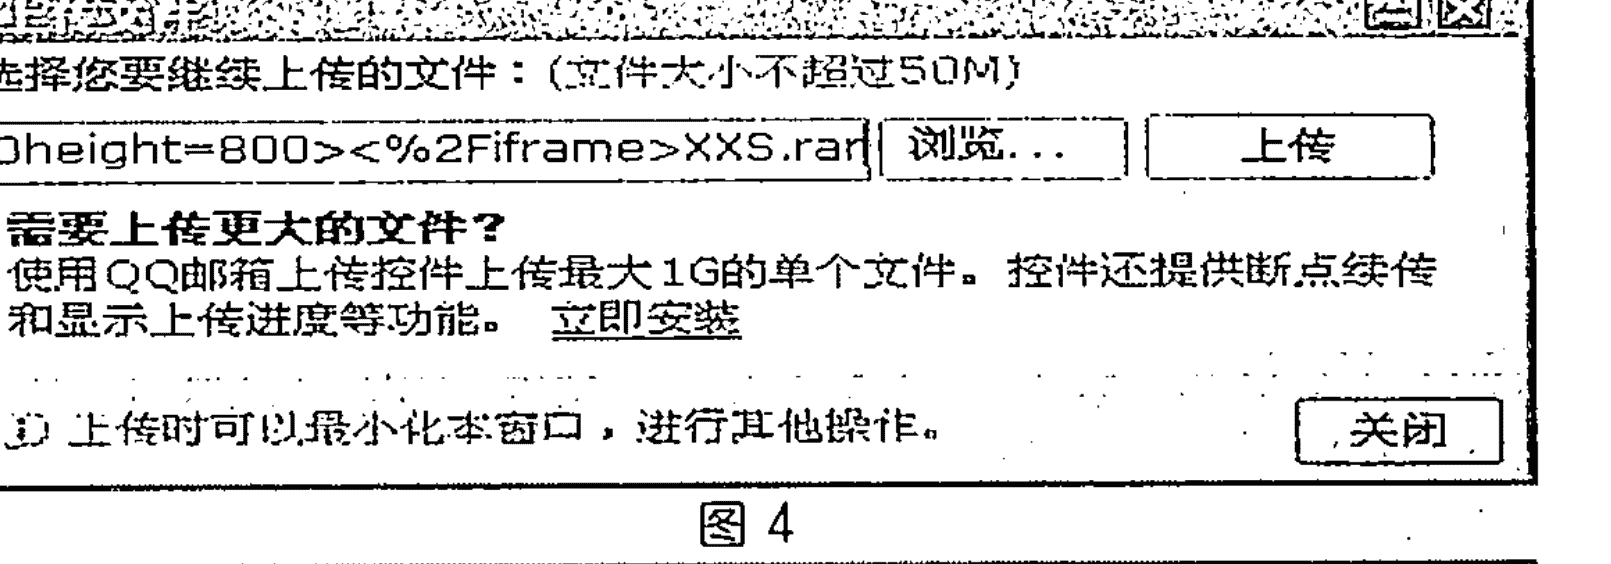 选择您要继续上传的文件：(文件大小不超过50M)
0height=800><%2Fiframe>XXS.rar 浏览... 上传
需要上传更大的文件？
使用QQ邮箱上传控件上传最大1G的单个文件。控件还提供断点续传
和显示上传进度等功能。 立即安装
上传时可以最小化本窗口，进行其他操作。 关闭
图 4